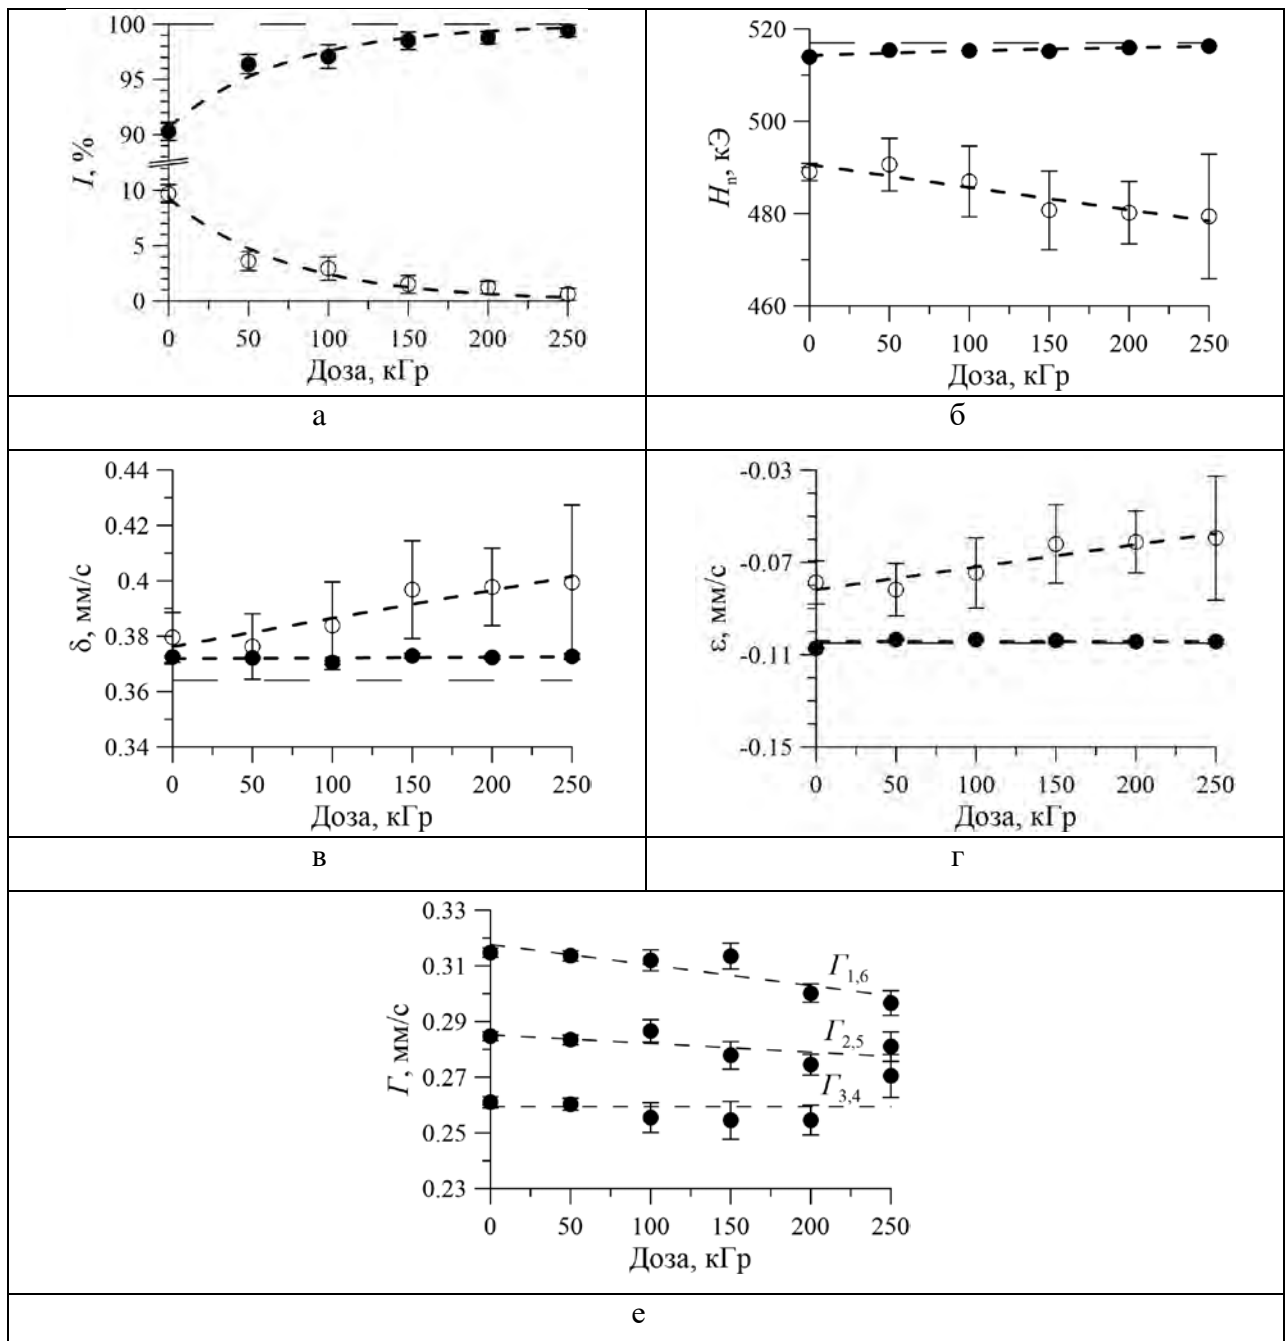 100
95
90
10
5
0
I, %
0 50 100 150 200 250
Доза, кГр
520
500
480
460
Hₙ, кЭ
0 50 100 150 200 250
Доза, кГр
а
б
0.44
0.42
0.4
0.38
0.36
0.34
δ, мм/с
0 50 100 150 200 250
Доза, кГр
-0.03
-0.07
-0.11
-0.15
ε, мм/с
0 50 100 150 200 250
Доза, кГр
в
г
0.33
0.31
0.29
0.27
0.25
0.23
Г, мм/с
Г₁,₆
Г₂,₅
Г₃,₄
0 50 100 150 200 250
Доза, кГр
е